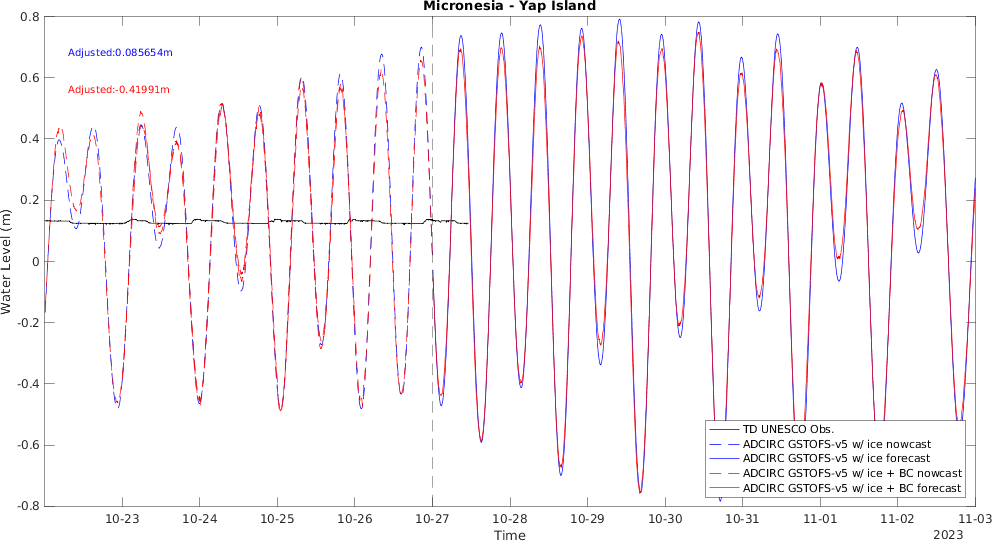 Micronesia - Yap Island
Adjusted:0.085654m
Adjusted:-0.41991m
Water Level (m)
0.8
0.6
0.4
0.2
0
-0.2
-0.4
-0.6
-0.8
TD UNESCO Obs.
ADCIRC GSTOFS-v5 w/ ice nowcast
ADCIRC GSTOFS-v5 w/ ice forecast
ADCIRC GSTOFS-v5 w/ ice + BC nowcast
ADCIRC GSTOFS-v5 w/ ice + BC forecast
10-23 10-24 10-25 10-26 10-27 10-28 10-29 10-30 10-31 11-01 11-02 11-03
Time
2023